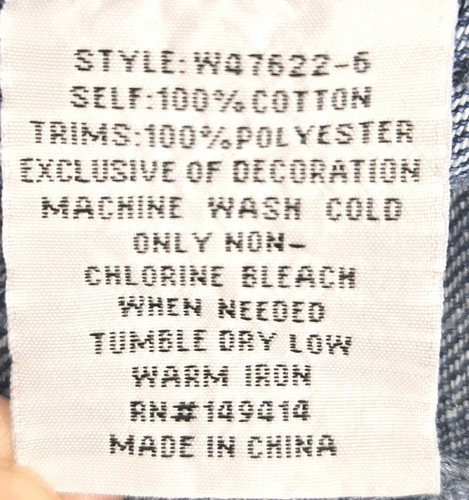 STYLE: W47622-6
SELF:100% COTTON
TRIMS:100%POLYESTER
EXCLUSIVE OF DECORATION
MACHINE WASH COLD
ONLY NON-
CHLORINE BLEACH
WHEN NEEDED
TUMBLE DRY LOW
WARM IRON
RN#149414
MADE IN CHINA